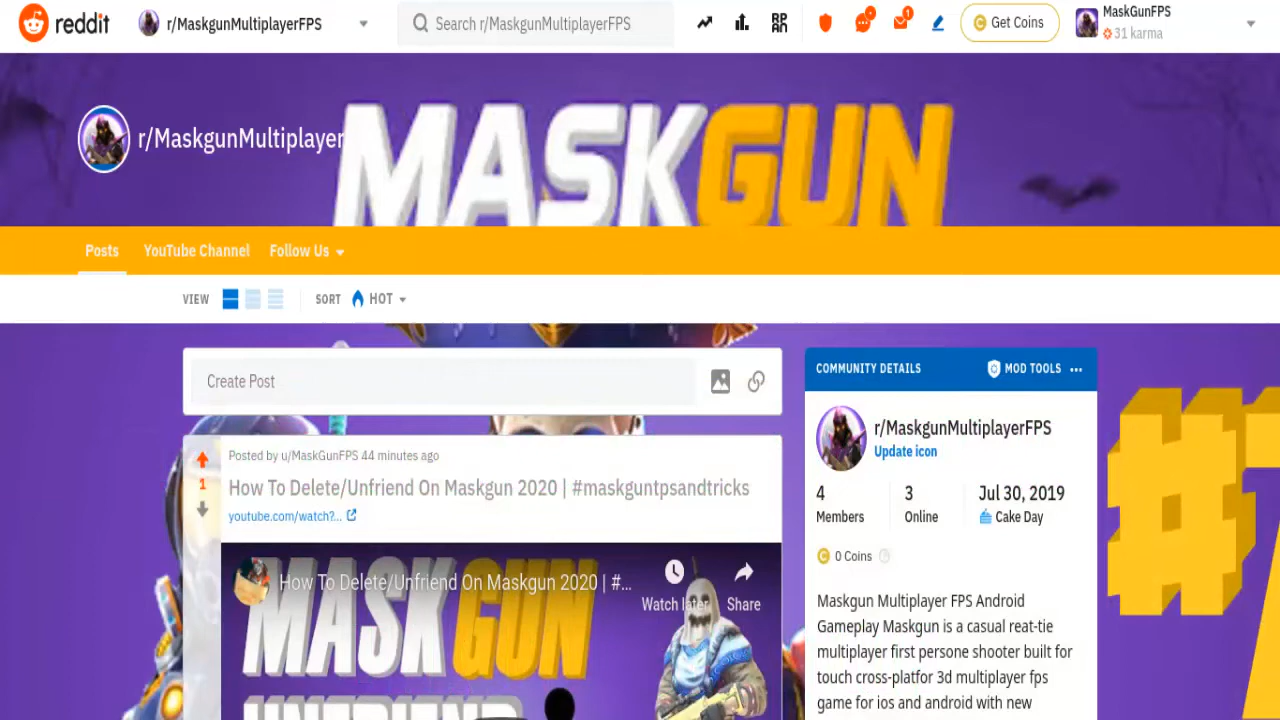 reddit
r/MaskgunMultiplayerFPS
Search r/MaskgunMultiplayerFPS
1
Get Coins
MaskGunFPS
31 karma
MASKGUN
r/MaskgunMultiplayer
Posts
YouTube Channel
Follow Us
VIEW
SORT
HOT
Create Post
Posted by u/MaskGunFPS 44 minutes ago
1
How To Delete/Unfriend On Maskgun 2020 | #maskguntpsandtricks
youtube.com/watch?...
How To Delete/Unfriend On Maskgun 2020 | #...
Watch later
Share
MASK GUN
UNFRIEND
COMMUNITY DETAILS
MOD TOOLS
r/MaskgunMultiplayerFPS
Update icon
4
Members
3
Online
Jul 30, 2019
Cake Day
0 Coins
Maskgun Multiplayer FPS Android
Gameplay Maskgun is a casual reat-tie
multiplayer first persone shooter built for
touch cross-platfor 3d multiplayer fps
game for ios and android with new